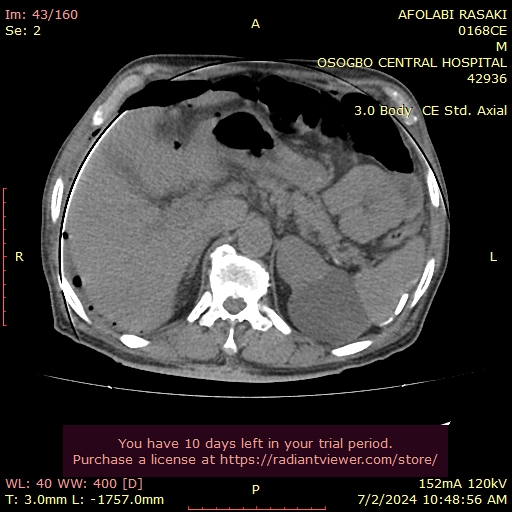 Im: 43/160
Se: 2
A
AFOLABI RASAKI
0168CE
M
OSOGBO CENTRAL HOSPITAL
42936
3.0 Body CE Std. Axial
R
L
You have 10 days left in your trial period.
Purchase a license at https://radiantviewer.com/store/
WL: 40 WW: 400 [D]
T: 3.0mm L: -1757.0mm
P
152mA 120kV
7/2/2024 10:48:56 AM